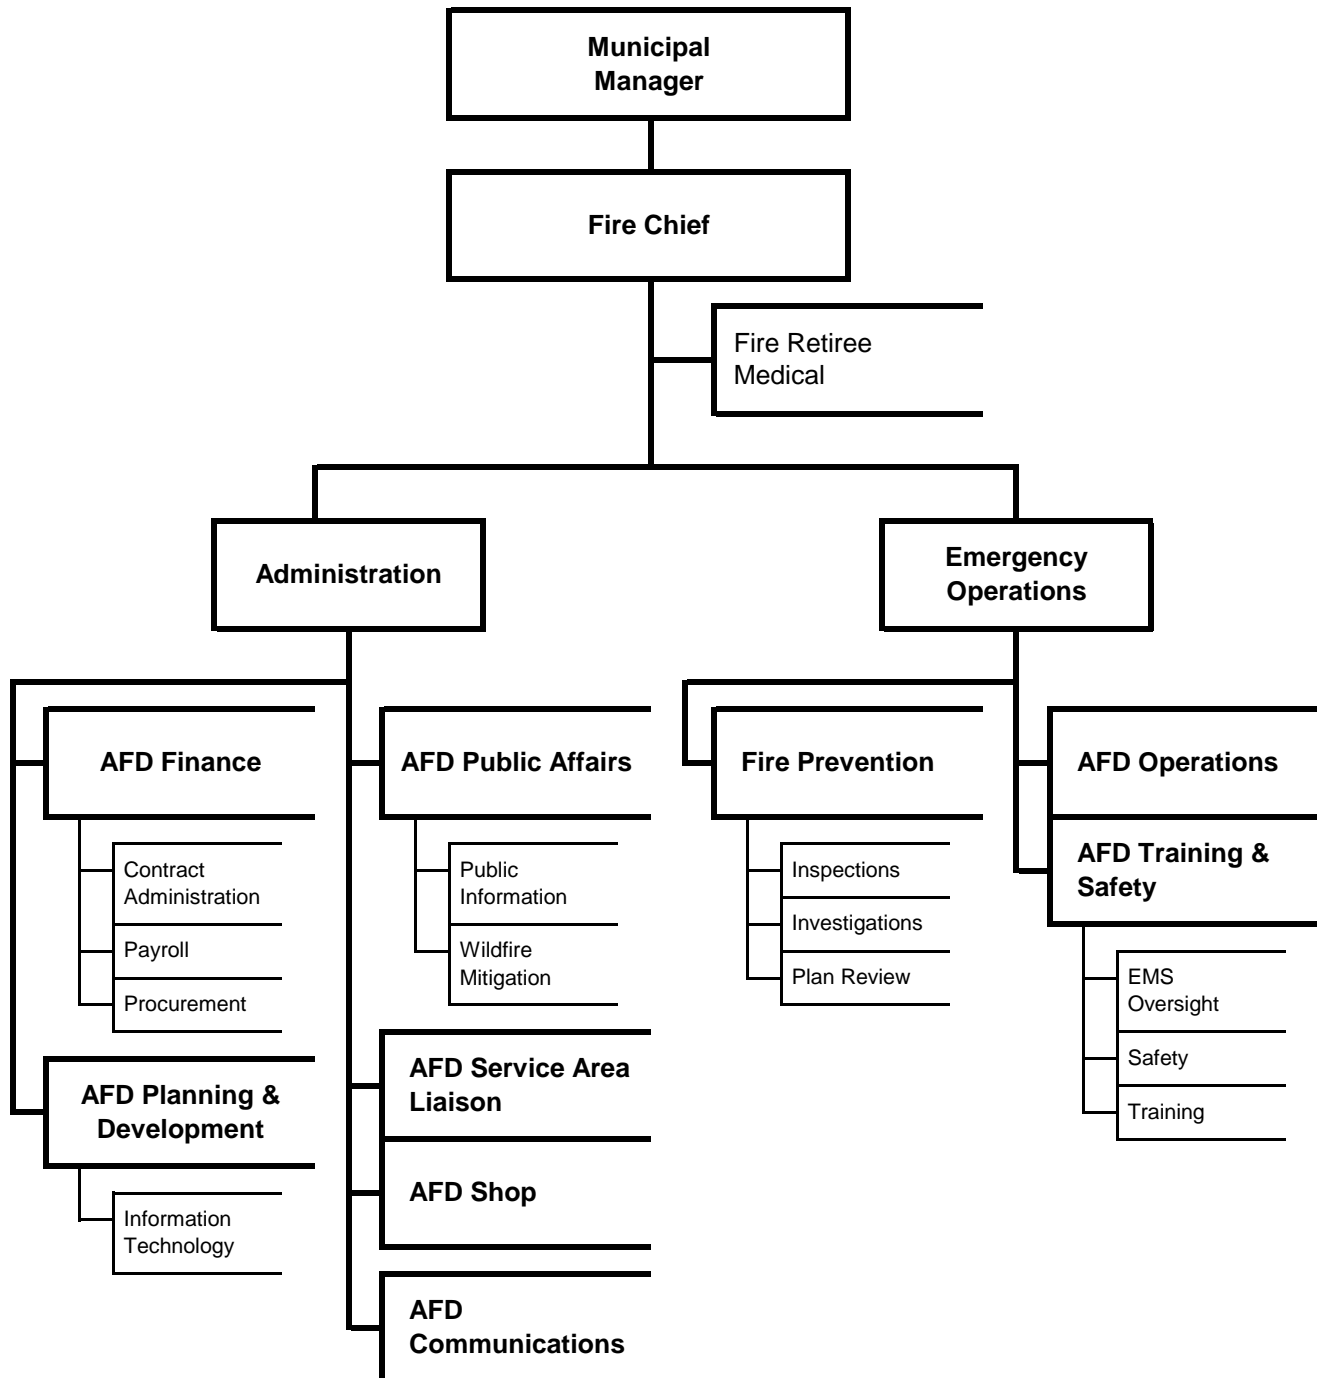 Municipal
Manager
Fire Chief
Fire Retiree
Medical
Administration
Emergency
Operations
AFD Finance
Contract
Administration
Payroll
Procurement
AFD Planning &
Development
Information
Technology
AFD Public Affairs
Public
Information
Wildfire
Mitigation
AFD Service Area
Liaison
AFD Shop
AFD
Communications
Fire Prevention
Inspections
Investigations
Plan Review
AFD Operations
AFD Training &
Safety
EMS
Oversight
Safety
Training